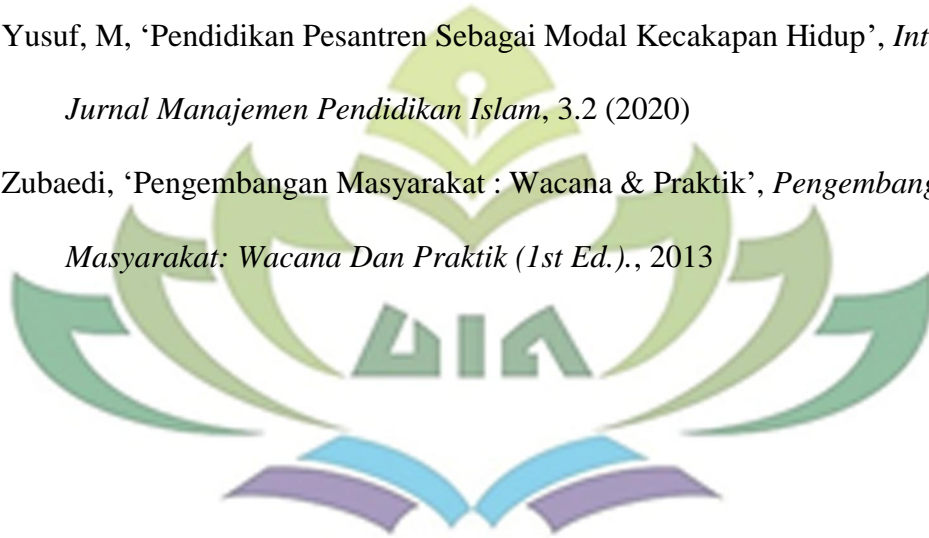 Yusuf, M, ‘Pendidikan Pesantren Sebagai Modal Kecakapan Hidup’, Int
Jurnal Manajemen Pendidikan Islam, 3.2 (2020)
Zubaedi, ‘Pengembangan Masyarakat : Wacana & Praktik’, Pengembang
Masyarakat: Wacana Dan Praktik (1st Ed.)., 2013
UIN